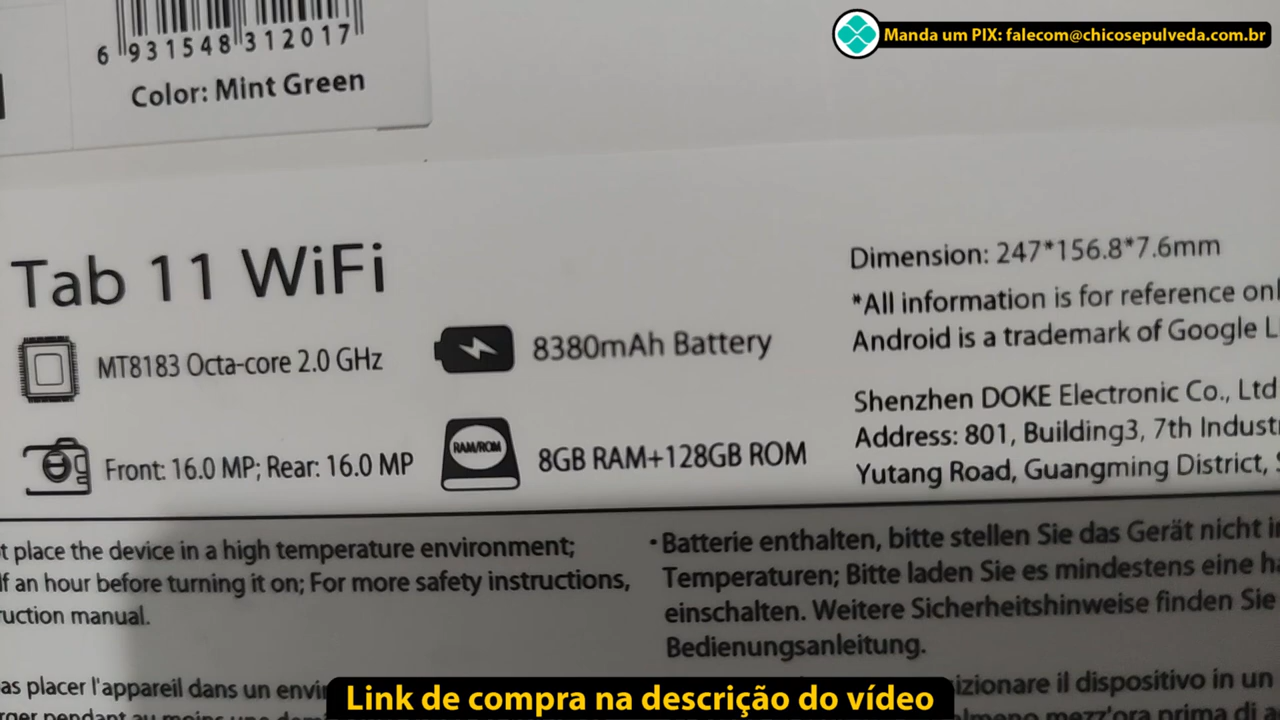 Manda um PIX: falecom@chicosepulveda.com.br
6 931548 312017
Color: Mint Green
Tab 11 WiFi
MT8183 Octa-core 2.0 GHz
8380mAh Battery
Front: 16.0 MP; Rear: 16.0 MP
RAM/ROM
8GB RAM+128GB ROM
Dimension: 247*156.8*7.6mm
*All information is for reference onl
Android is a trademark of Google L
Shenzhen DOKE Electronic Co., Ltd
Address: 801, Building3, 7th Indust
Yutang Road, Guangming District,
t place the device in a high temperature environment;
lf an hour before turning it on; For more safety instructions,
ruction manual.
•Batterie enthalten, bitte stellen Sie das Gerät nicht i
Temperaturen; Bitte laden Sie es mindestens eine ha
einschalten. Weitere Sicherheitshinweise finden Sie
Bedienungsanleitung.
as placer l'appareil dans un envi
izionare il dispositivo in un
mezz'ora prima di a
Link de compra na descrição do vídeo